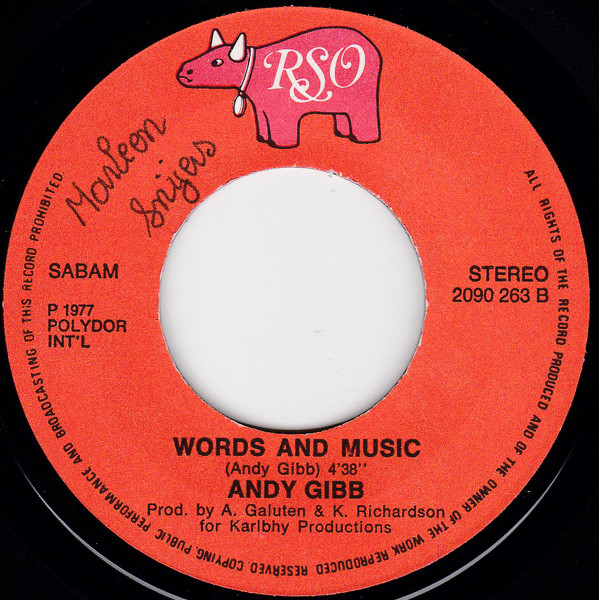 RSO
Marleen
Snijers
SABAM
P 1977
POLYDOR
INT'L
STEREO
2090 263 B
WORDS AND MUSIC
(Andy Gibb) 4'38"
ANDY GIBB
Prod. by A. Galuten & K. Richardson
for Karlbhy Productions
ALL RIGHTS OF THE RECORD PRODUCER AND OF THE OWNER OF THE WORK REPRODUCED RESERVED. COPYING PUBLIC PERFORMANCE AND BROADCASTING OF THIS RECORD PROHIBITED